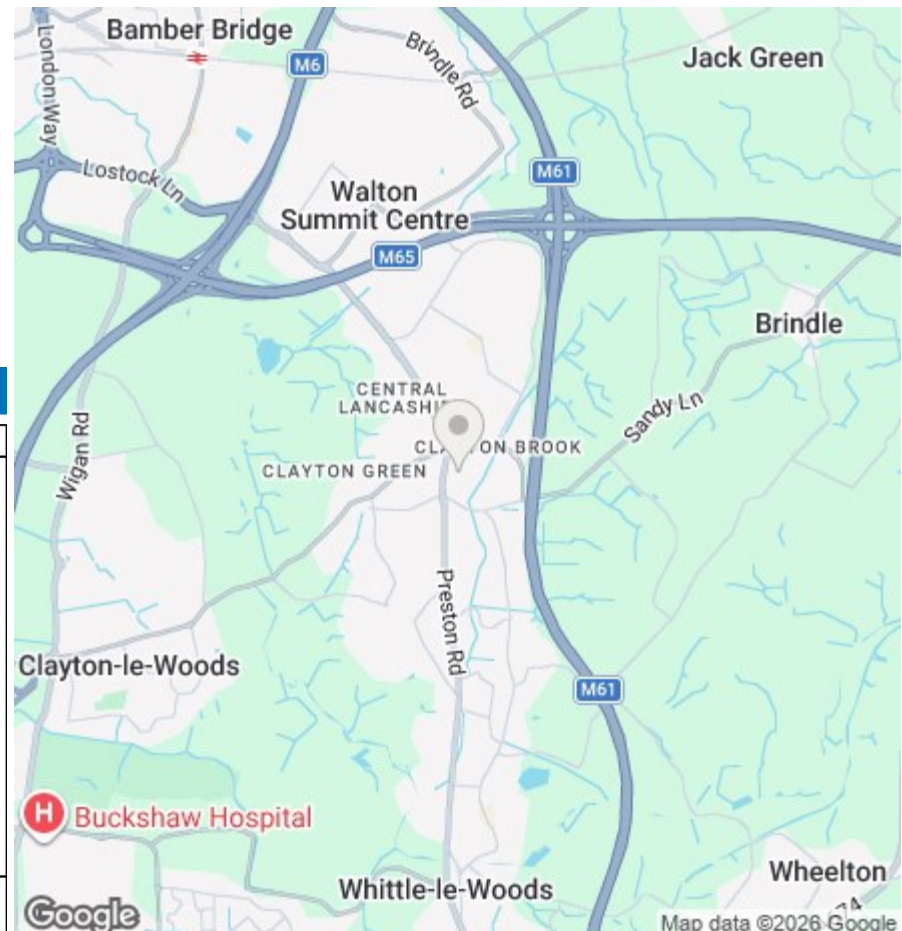 Bamber Bridge
London Way
M6
Brindle Rd
Jack Green
Lostock Ln
M61
Walton
Summit Centre
M65
Brindle
CENTRAL
Sandy Ln
Wigan Rd
CLAYTON GREEN
Preston Rd
Clayton-le-Woods
M61
H
Buckshaw Hospital
Wheelton
Whittle-le-Woods
Google
Map data ©2026 Google